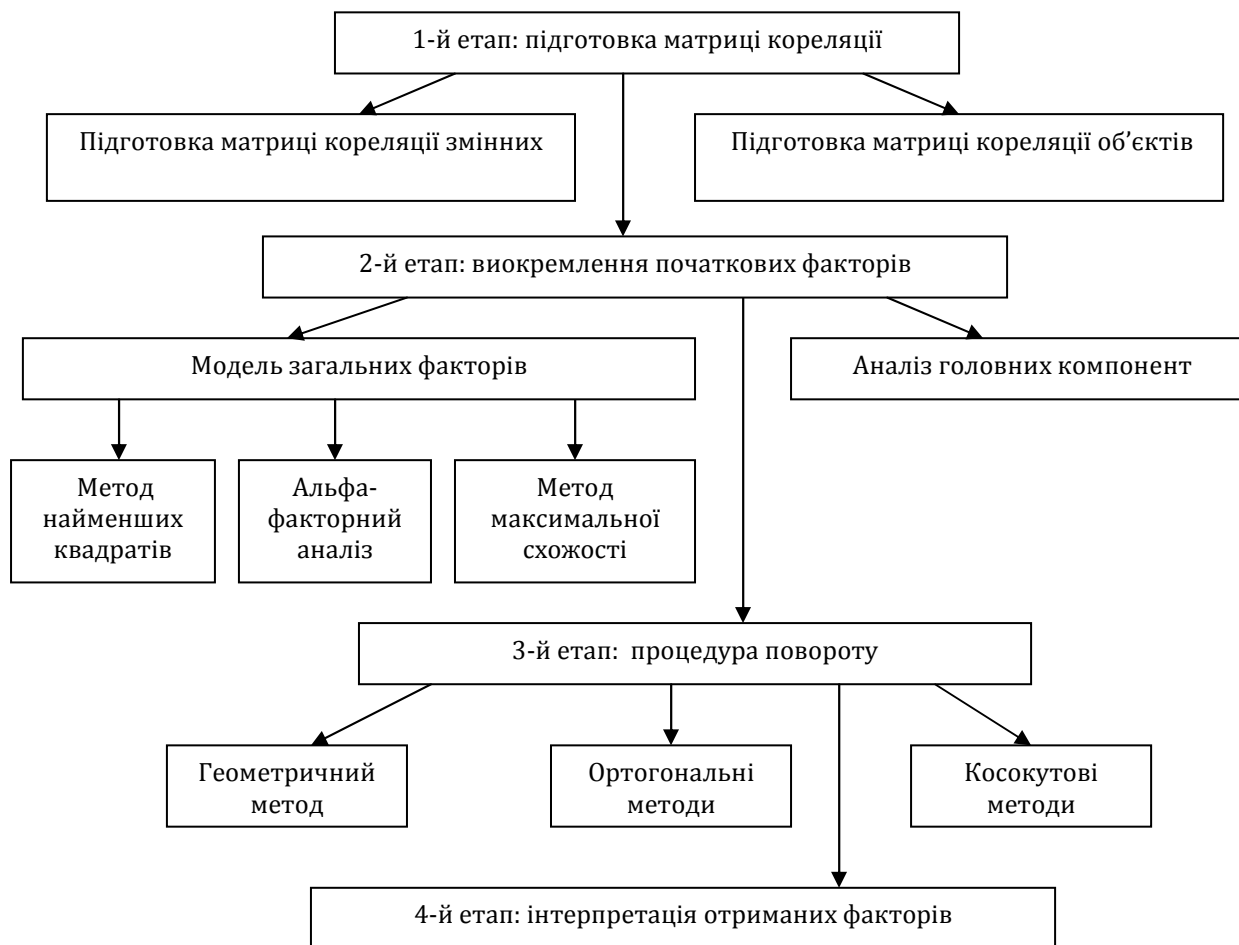 1-й етап: підготовка матриці кореляції
Підготовка матриці кореляції змінних
Підготовка матриці кореляції об’єктів
2-й етап: виокремлення початкових факторів
Модель загальних факторів
Аналіз головних компонент
Метод
найменших
квадратів
Альфа-
факторний
аналіз
Метод
максимальної
схожості
3-й етап:  процедура повороту
Геометричний
метод
Ортогональні
методи
Косокутові
методи
4-й етап: інтерпретація отриманих факторів